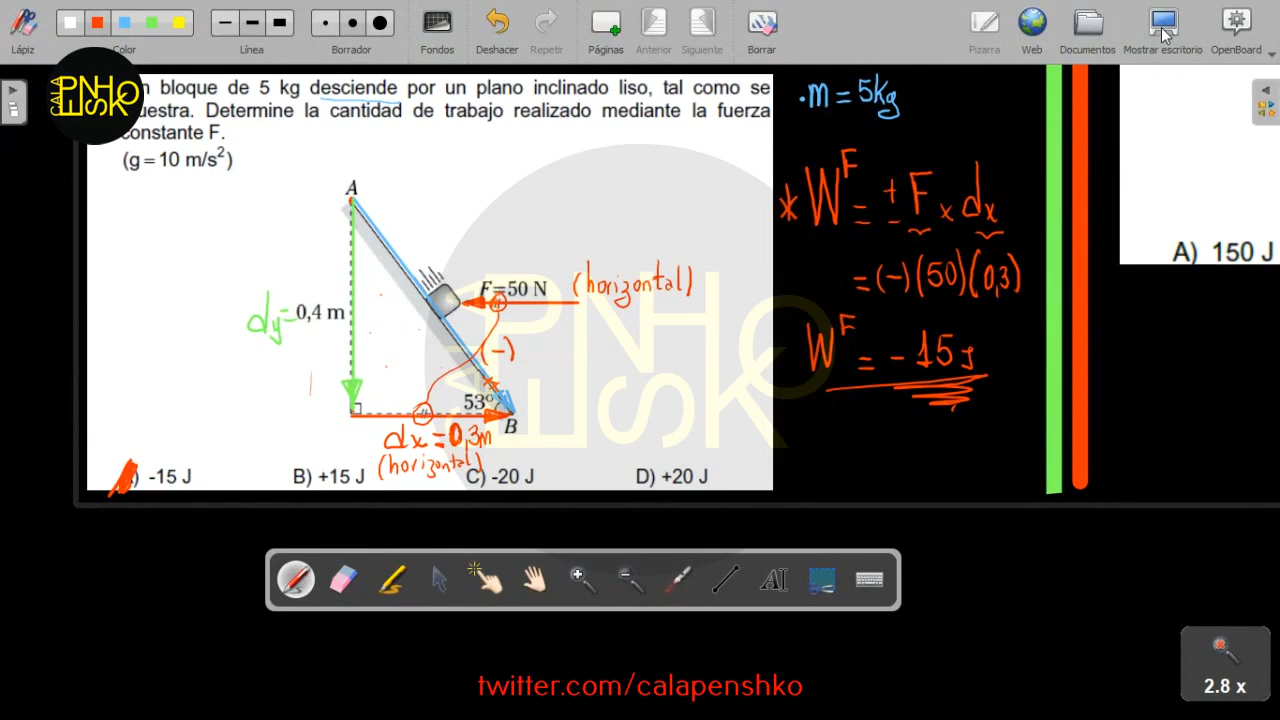 Lápiz
Color
Línea
Borrador
Fondos
Deshacer
Repetir
Páginas
Anterior
Siguiente
Borrar
Pizarra
Web
Documentos
Mostrar escritorio
OpenBoard
CALA
PENHSKO
n bloque de 5 kg desciende por un plano inclinado liso, tal como se
uestra. Determine la cantidad de trabajo realizado mediante la fuerza
constante F.
(g = 10 m/s²)
A
F=50 N
(horizontal)
dy=
0,4 m
(-)
53°
B
dx = 0,3m
(horizontal)
) -15 J
B) +15 J
C) -20 J
D) +20 J
.m = 5kg
* W^F = ± F x dx
= (-)(50)(0,3)
W^F = -15 J
A) 150 J
2.8 x
twitter.com/calapenshko